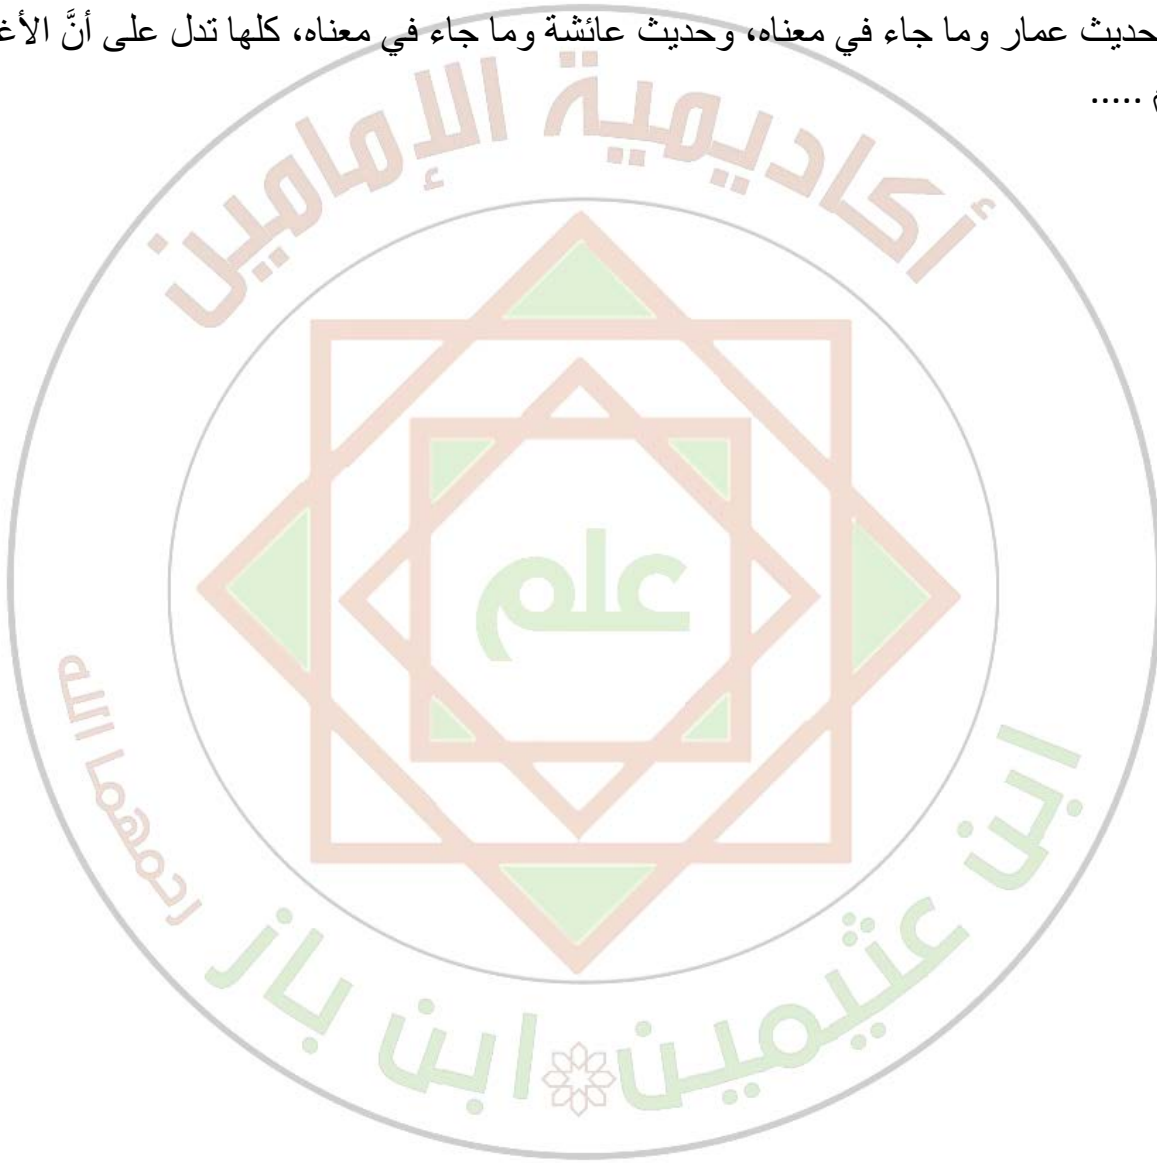 حديث عمار وما جاء في معناه، وحديث عائشة وما جاء في معناه، كلها تدل على أنَّ
.....
أكاديمية الإمامين
علم
ابن عثيمين ابن باز
رحمهما الله